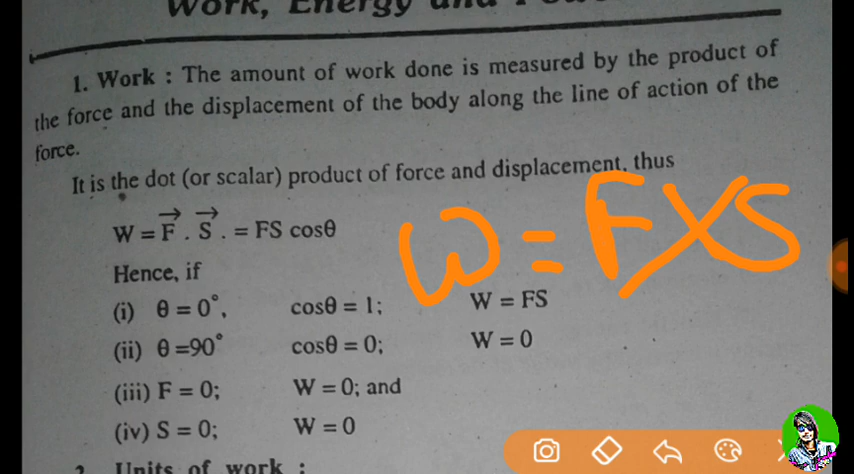 Work, Energy and
1. Work : The amount of work done is measured by the product of
the force and the displacement of the body along the line of action of the
force.
It is the dot (or scalar) product of force and displacement, thus
W = F⃗ . S⃗ . = FS cosθ
W = FXS
Hence, if
(i) θ = 0°, cosθ = 1; W = FS
(ii) θ =90° cosθ = 0; W = 0
(iii) F = 0; W = 0; and
(iv) S = 0; W = 0
2. Units of work :